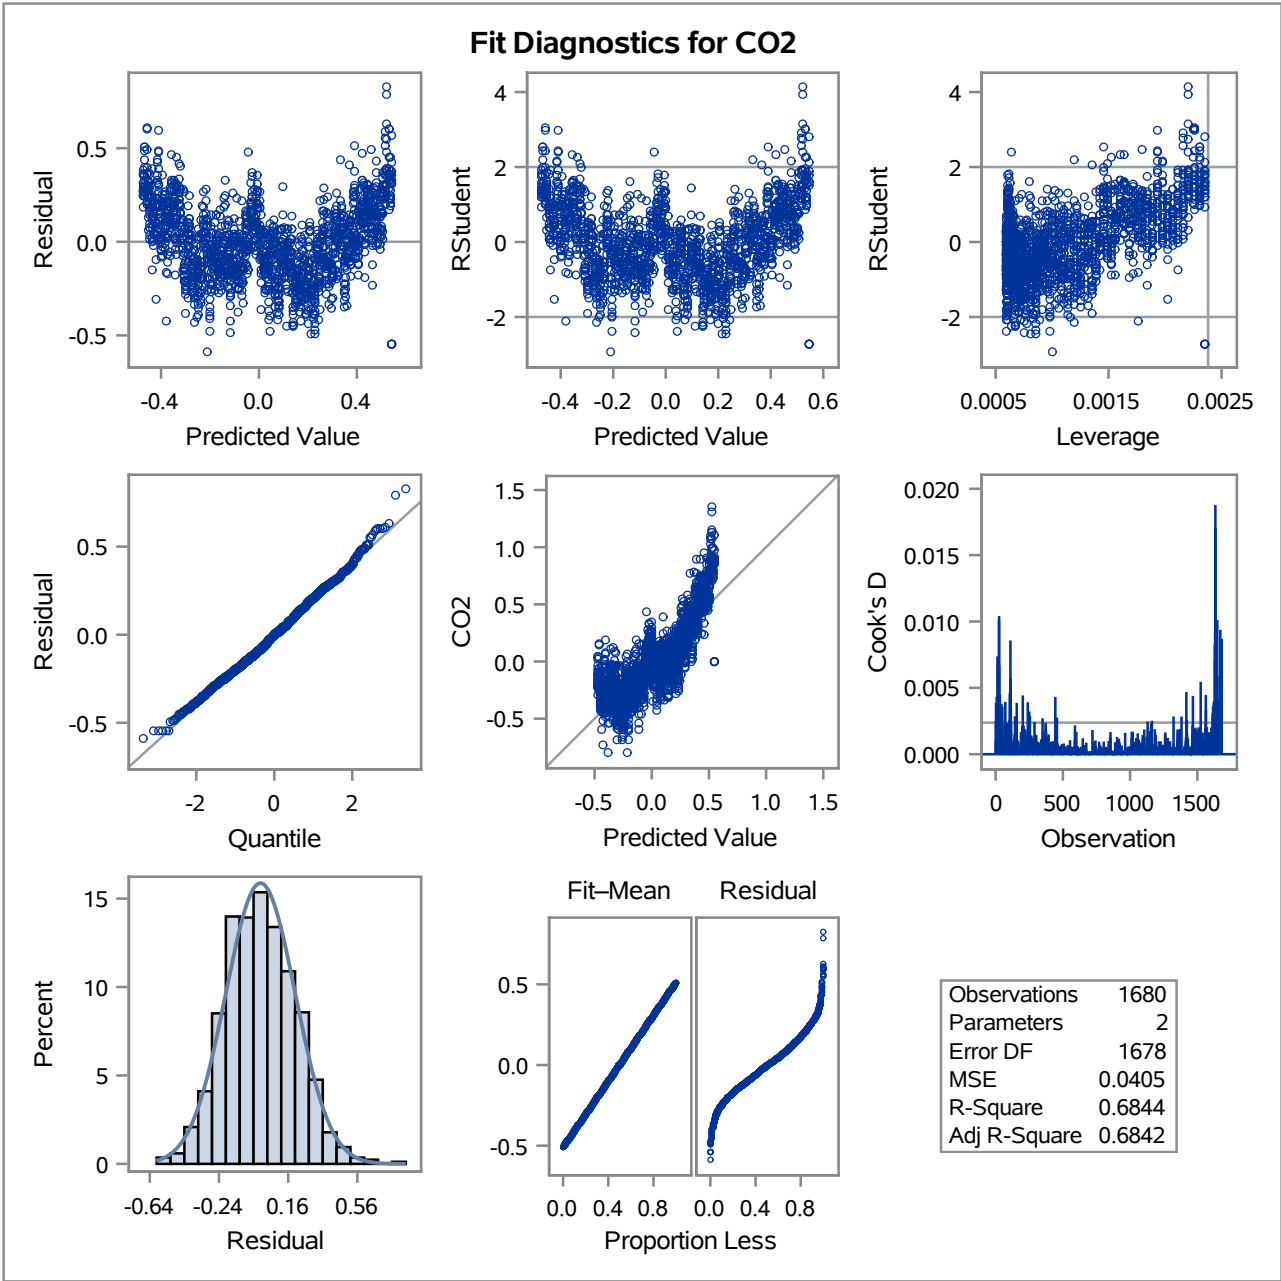 Fit Diagnostics for CO2
Residual
0.5
0.0
-0.5
-0.4 0.0 0.4
Predicted Value
RStudent
4
2
0
-2
-0.4 -0.2 0.0 0.2 0.4 0.6
Predicted Value
RStudent
4
2
0
-2
0.0005 0.0015 0.0025
Leverage
Residual
0.5
0.0
-0.5
-2 0 2
Quantile
CO2
1.5
1.0
0.5
0.0
-0.5
-0.5 0.0 0.5 1.0 1.5
Predicted Value
Cook's D
0.020
0.015
0.010
0.005
0.000
0 500 1000 1500
Observation
Percent
15
10
5
0
-0.64 -0.24 0.16 0.56
Residual
Fit–Mean Residual
0.5
0.0
-0.5
0.0 0.4 0.8 0.0 0.4 0.8
Proportion Less
Observations 1680
Parameters 2
Error DF 1678
MSE 0.0405
R-Square 0.6844
Adj R-Square 0.6842